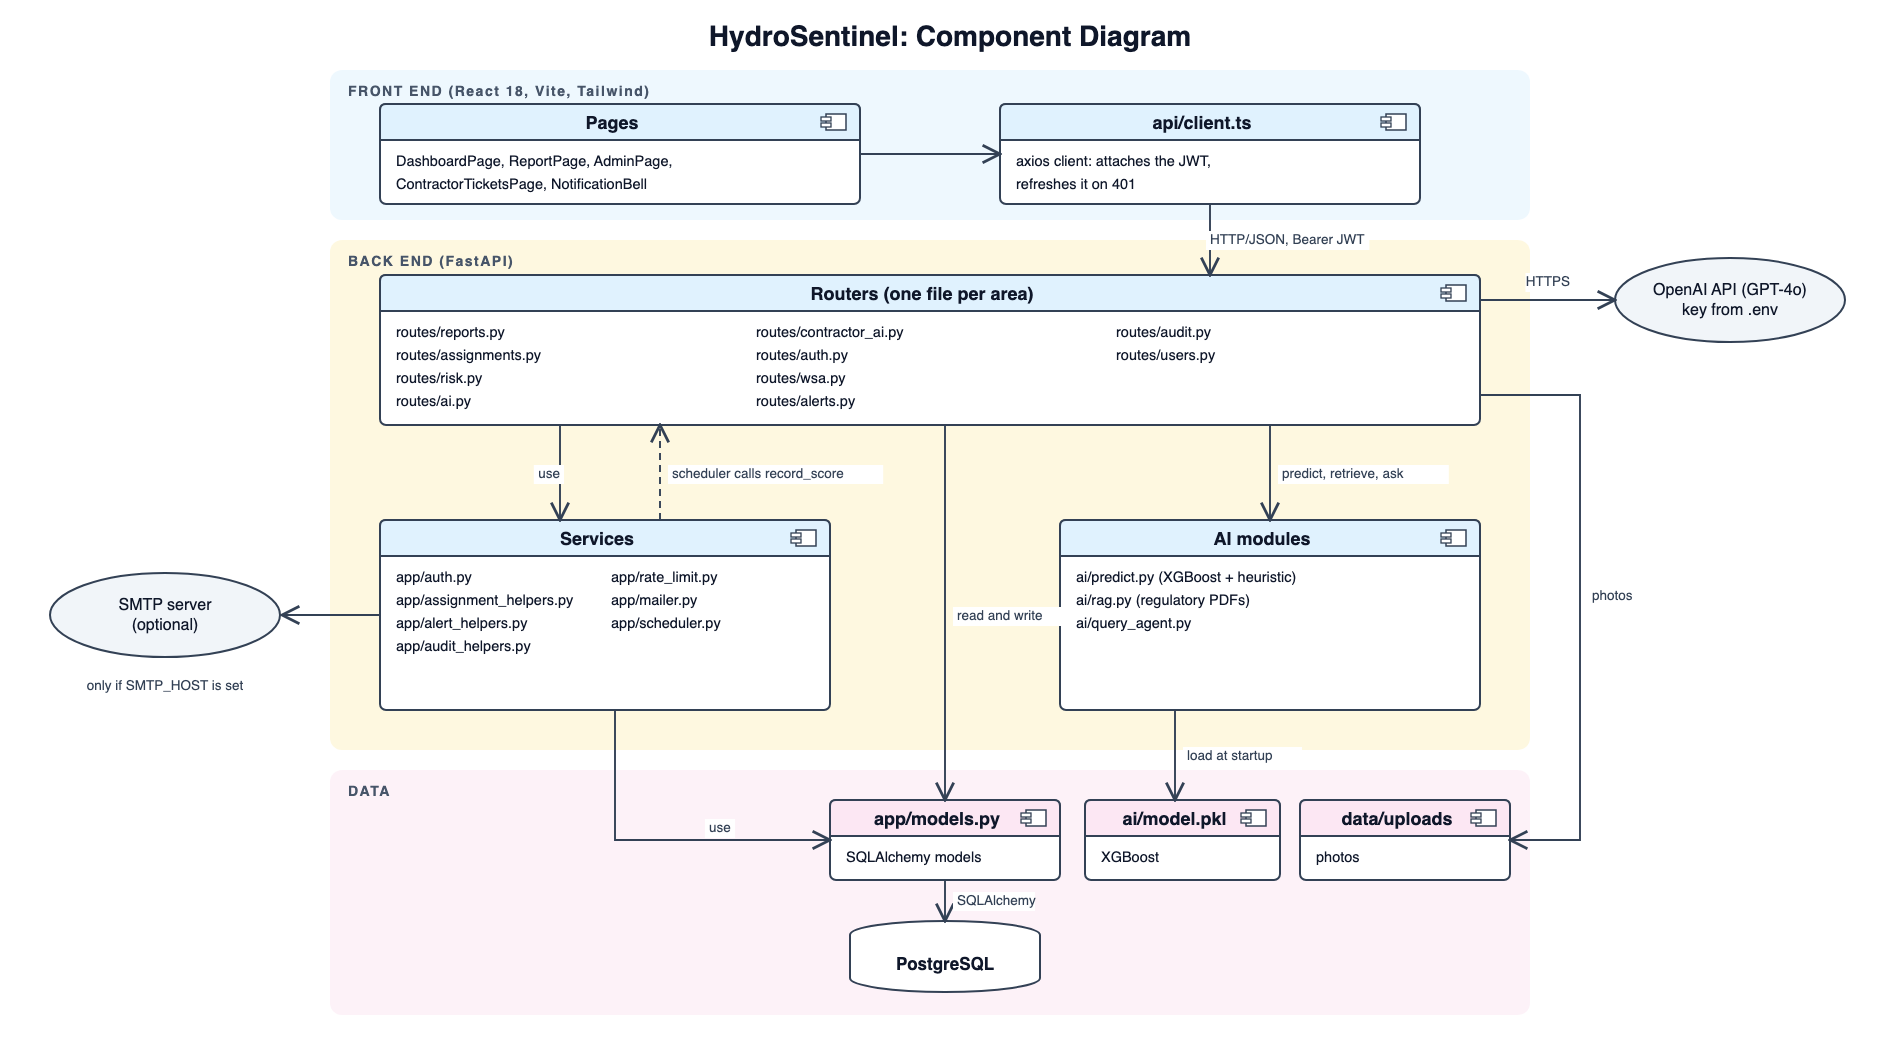 HydroSentinel: Component Diagram
FRONT END (React 18, Vite, Tailwind)
Pages
DashboardPage, ReportPage, AdminPage,
ContractorTicketsPage, NotificationBell
api/client.ts
axios client: attaches the JWT,
refreshes it on 401
HTTP/JSON, Bearer JWT
BACK END (FastAPI)
Routers (one file per area)
routes/reports.py
routes/assignments.py
routes/risk.py
routes/ai.py
routes/contractor_ai.py
routes/auth.py
routes/wsa.py
routes/alerts.py
routes/audit.py
routes/users.py
HTTPS
OpenAI API (GPT-4o)
key from .env
use
scheduler calls record_score
predict, retrieve, ask
Services
app/auth.py
app/assignment_helpers.py
app/alert_helpers.py
app/audit_helpers.py
app/rate_limit.py
app/mailer.py
app/scheduler.py
SMTP server
(optional)
only if SMTP_HOST is set
read and write
AI modules
ai/predict.py (XGBoost + heuristic)
ai/rag.py (regulatory PDFs)
ai/query_agent.py
photos
load at startup
DATA
use
app/models.py
SQLAlchemy models
ai/model.pkl
XGBoost
data/uploads
photos
SQLAlchemy
PostgreSQL